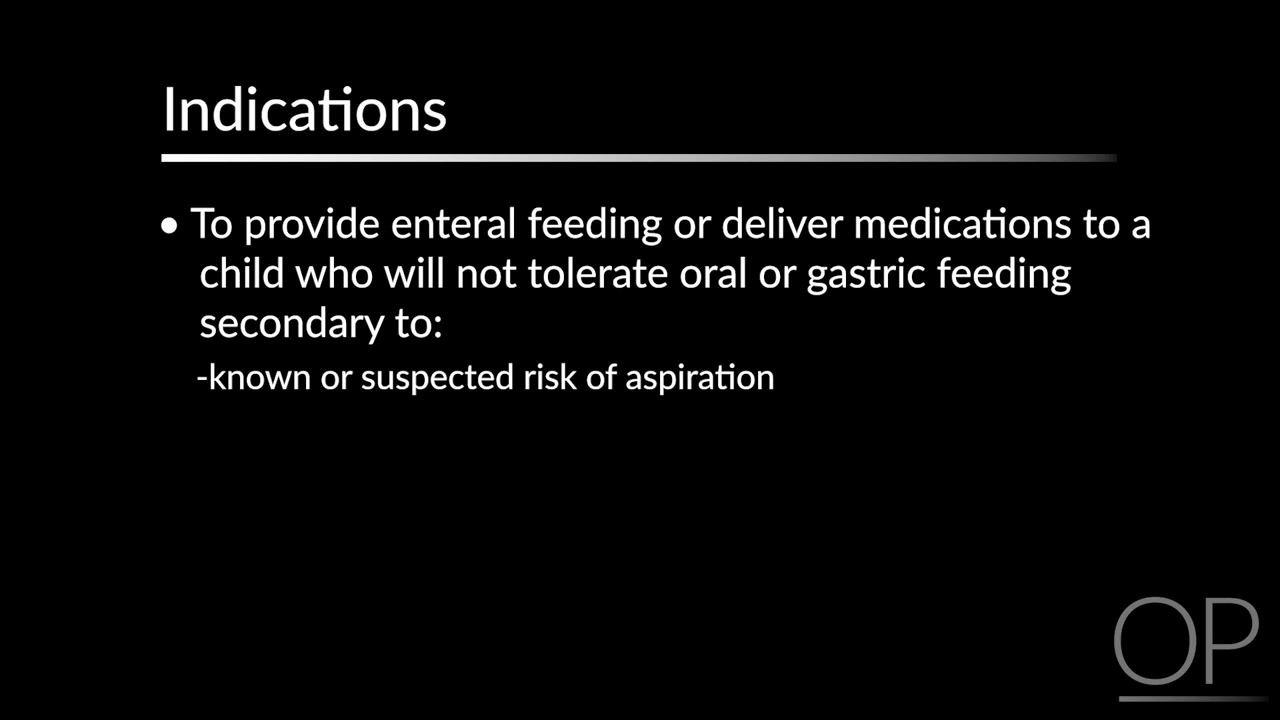 Indications
• To provide enteral feeding or deliver medications to a
child who will not tolerate oral or gastric feeding
secondary to:
-known or suspected risk of aspiration
OP